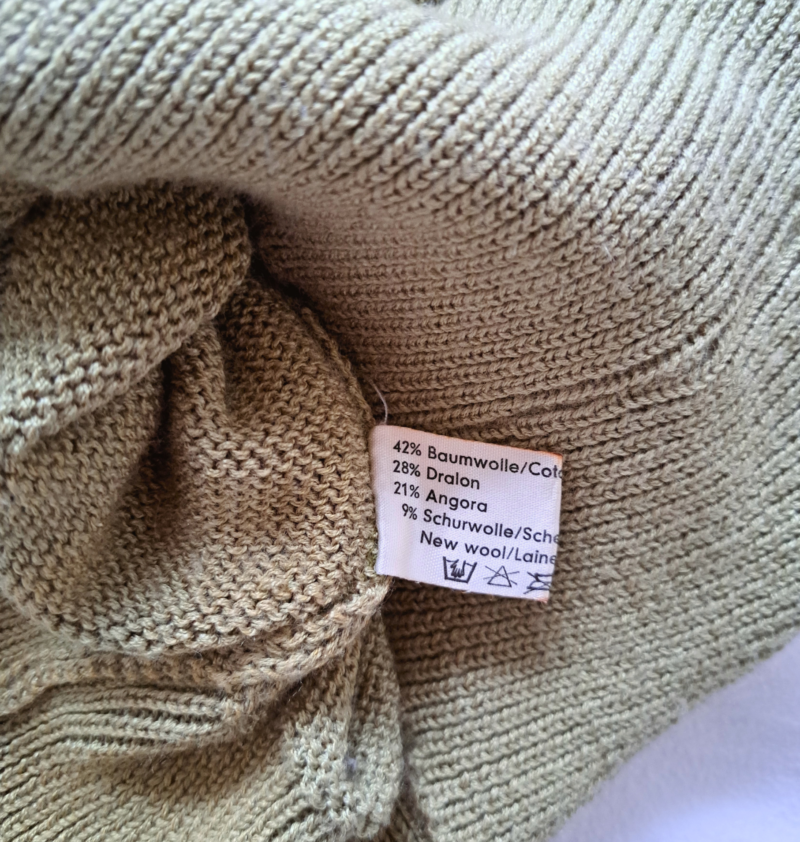 42% Baumwolle/Coto
28% Dralon
21% Angora
9% Schurwolle/Sche
New wool/Laine